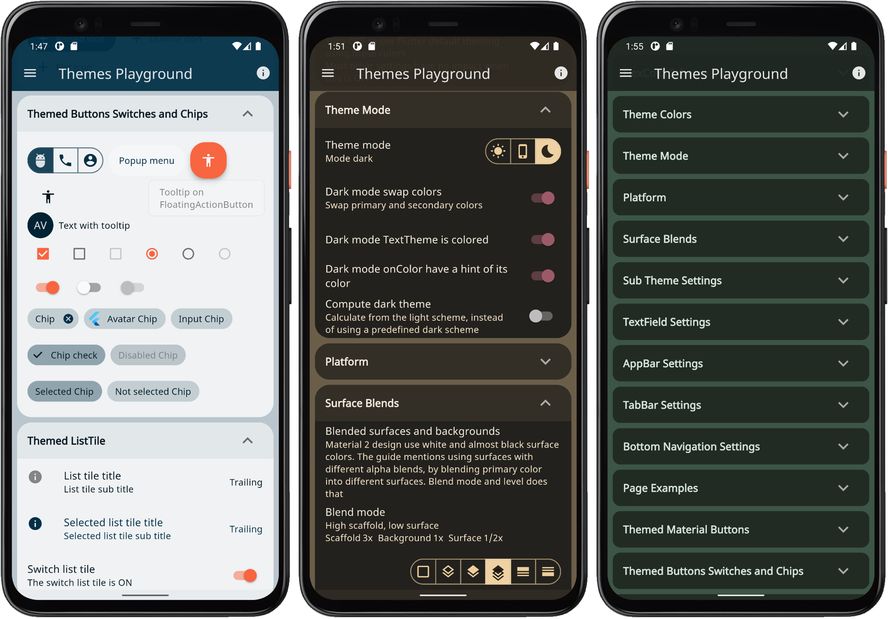 1:47
Themes Playground
Themed Buttons Switches and Chips
Popup menu
Tooltip on
FloatingActionButton
AV
Text with tooltip
Chip
Avatar Chip
Input Chip
Chip check
Disabled Chip
Selected Chip
Not selected Chip
Themed ListTile
List tile title
List tile sub title
Trailing
Selected list tile title
Selected list tile sub title
Trailing
Switch list tile
The switch list tile is ON
1:51
Themes Playground
Theme Mode
Theme mode
Mode dark
Dark mode swap colors
Swap primary and secondary colors
Dark mode TextTheme is colored
Dark mode onColor have a hint of its
color
Compute dark theme
Calculate from the light scheme, instead
of using a predefined dark scheme
Platform
Surface Blends
Blended surfaces and backgrounds
Material 2 design use white and almost black surface
colors. The guide mentions using surfaces with
different alpha blends, by blending primary color
into different surfaces. Blend mode and level does
that
Blend mode
High scaffold, low surface
Scaffold 3x Background 1x Surface 1/2x
1:55
Themes Playground
Theme Colors
Theme Mode
Platform
Surface Blends
Sub Theme Settings
TextField Settings
AppBar Settings
TabBar Settings
Bottom Navigation Settings
Page Examples
Themed Material Buttons
Themed Buttons Switches and Chips